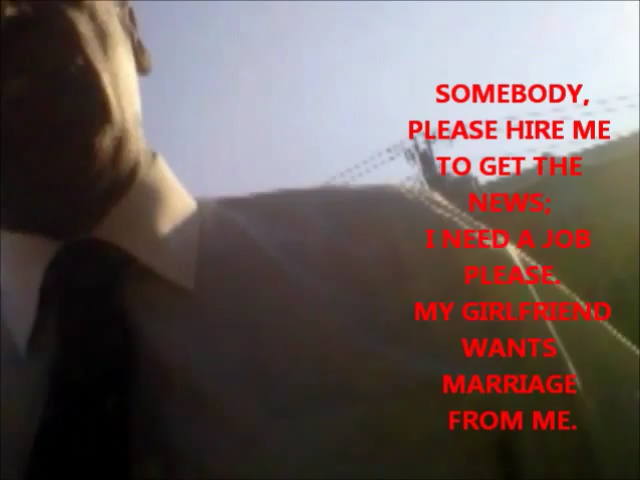 SOMEBODY,
PLEASE HIRE ME
TO GET THE
NEWS;
I NEED A JOB
PLEASE.
MY GIRLFRIEND
WANTS
MARRIAGE
FROM ME.